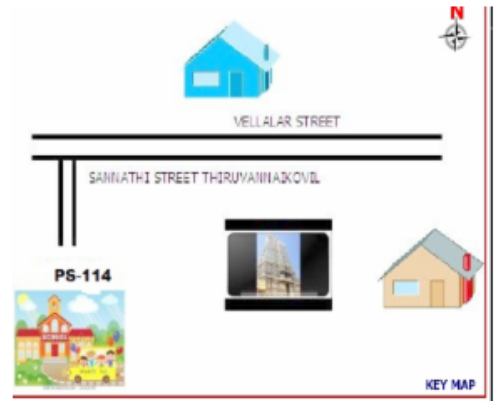 N
VELLALAR STREET
SANNATHI STREET THIRUVANNAIKOVIL
PS-114
KEY MAP